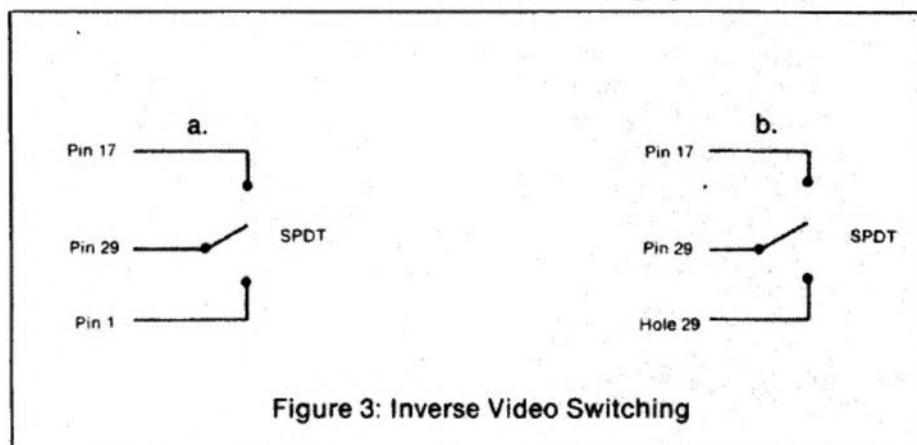 a.
Pin 17
Pin 29
SPDT
Pin 1
b.
Pin 17
Pin 29
SPDT
Hole 29
Figure 3: Inverse Video Switching